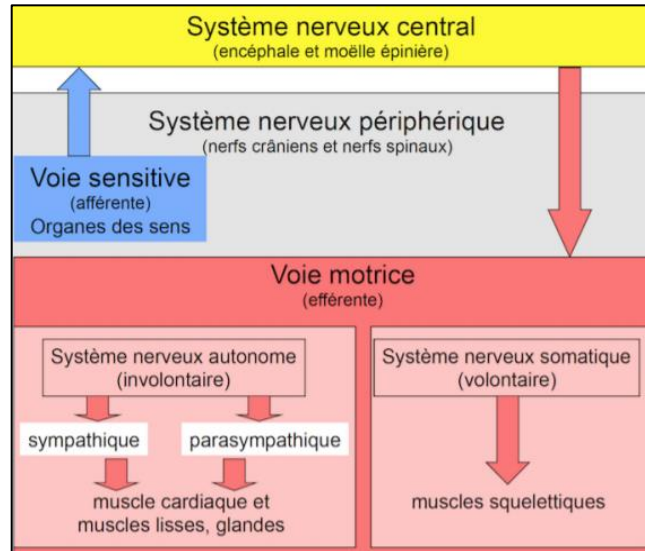 Système nerveux central
(encéphale et moëlle épinière)
Système nerveux périphérique
(nerfs crâniens et nerfs spinaux)
Voie sensitive
(afférente)
Organes des sens
Voie motrice
(efférente)
Système nerveux autonome
(involontaire)
sympathique
parasympathique
muscle cardiaque et
muscles lisses, glandes
Système nerveux somatique
(volontaire)
muscles squelettiques